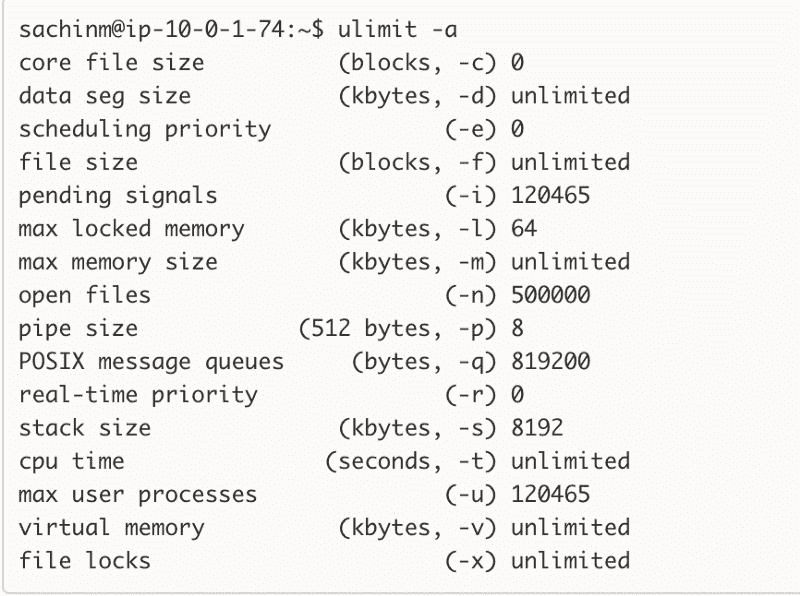 sachinm@ip-10-0-1-74:~$ ulimit -a
core file size          (blocks, -c) 0
data seg size           (kbytes, -d) unlimited
scheduling priority             (-e) 0
file size               (blocks, -f) unlimited
pending signals                 (-i) 120465
max locked memory       (kbytes, -l) 64
max memory size         (kbytes, -m) unlimited
open files                      (-n) 500000
pipe size            (512 bytes, -p) 8
POSIX message queues     (bytes, -q) 819200
real-time priority              (-r) 0
stack size              (kbytes, -s) 8192
cpu time               (seconds, -t) unlimited
max user processes              (-u) 120465
virtual memory          (kbytes, -v) unlimited
file locks                      (-x) unlimited